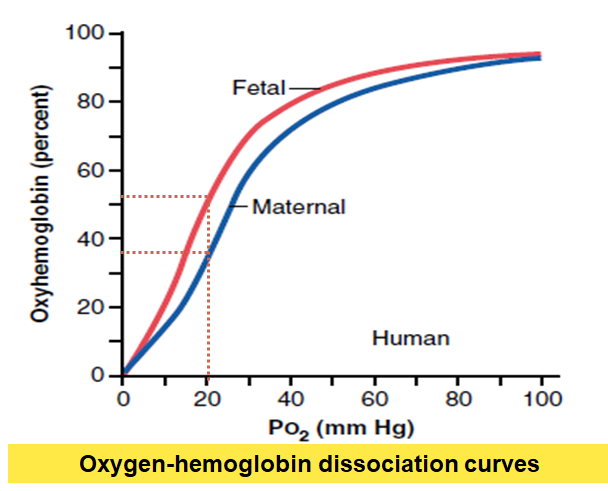 100
80
60
40
20
0
Oxyhemoglobin (percent)
Fetal
Maternal
Human
0 20 40 60 80 100
PO₂ (mm Hg)
Oxygen-hemoglobin dissociation curves